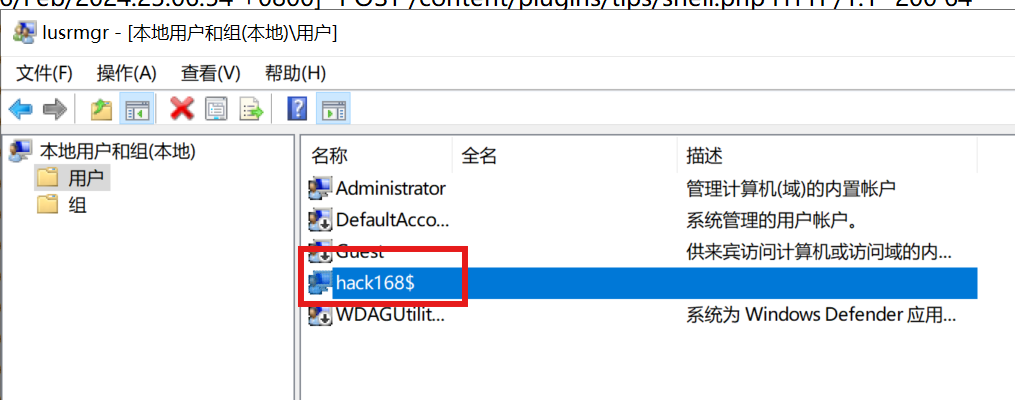 6/Feb/2024:23:06:34 +0800] "POST /content/plugins/tips/shell.php HTTP/1.1" 200 64
lusrmgr - [本地用户和组(本地)\用户]
文件(F) 操作(A) 查看(V) 帮助(H)
本地用户和组(本地)
用户
组
名称 全名 描述
Administrator 管理计算机(域)的内置帐户
DefaultAcco... 系统管理的用户帐户。
Guest 供来宾访问计算机或访问域的内...
hack168$
WDAGUtilit... 系统为 Windows Defender 应用...